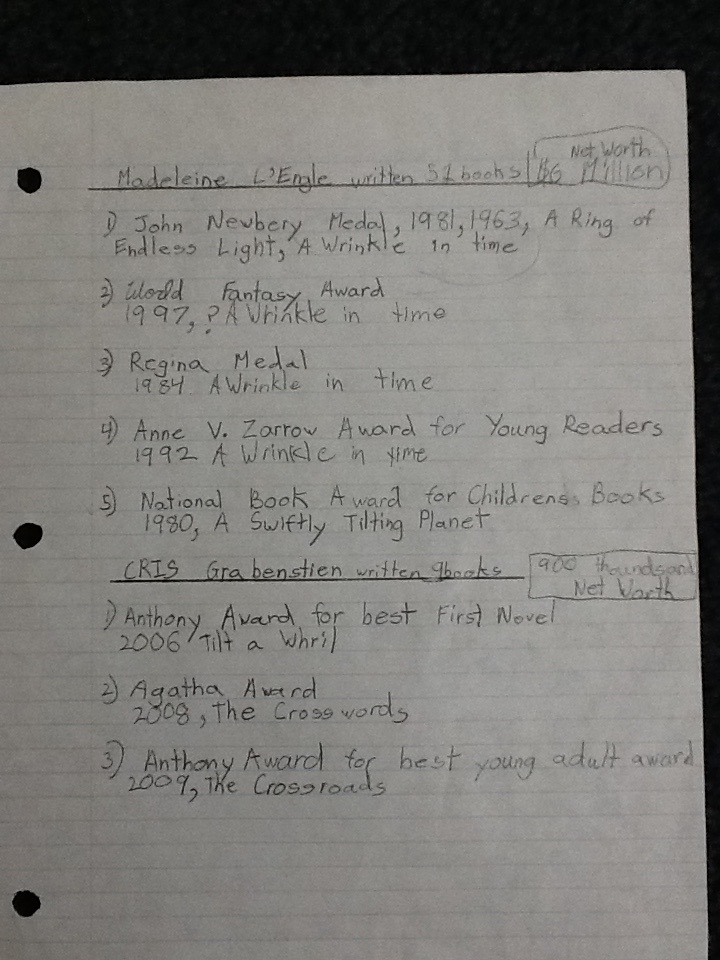 Net Worth
Madeleine L'Engle written 51 books $6 Million
1) John Newbery Medal, 1981, 1963, A Ring of
Endless Light, A Wrinkle in time
2) World Fantasy Award
1997, ? A Wrinkle in time
3) Regina Medal
1984 A Wrinkle in time
4) Anne V. Zarrow Award for Young Readers
1992 A Wrinkle in yime
5) National Book Award for Childrens Books
1980, A Swiftly Tilting Planet
CRIS Grabenstien written 9books 900 thoundsand
Net Worth
1) Anthony Award for best First Novel
2006 Tilt a Whril
2) Agatha Award
2008, The Crosswords
3) Anthony Award for best young adult award
2009, The Crossroads